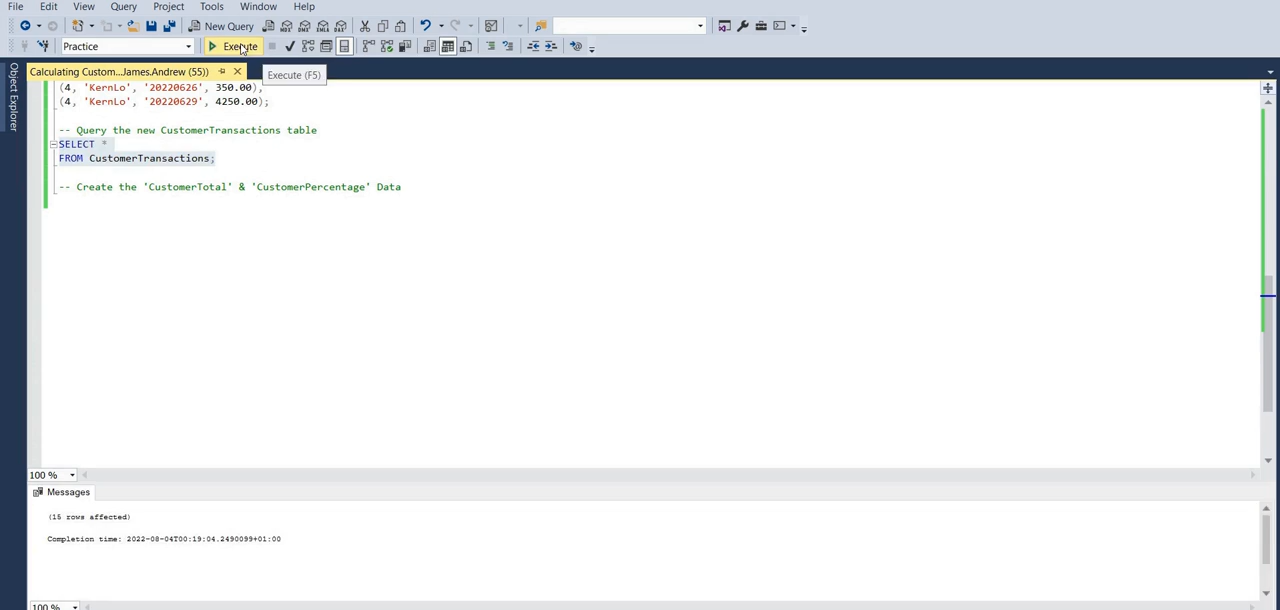 File Edit View Query Project Tools Window Help
New Query
Practice Execute
Calculating Custom...James.Andrew (55))
Execute (F5)
Object Explorer
(4, 'KernLo', '20220626', 350.00),
(4, 'KernLo', '20220629', 4250.00);
-- Query the new CustomerTransactions table
SELECT *
FROM CustomerTransactions;
-- Create the 'CustomerTotal' & 'CustomerPercentage' Data
100 %
Messages
(15 rows affected)
Completion time: 2022-08-04T00:19:04.2490099+01:00
100 %